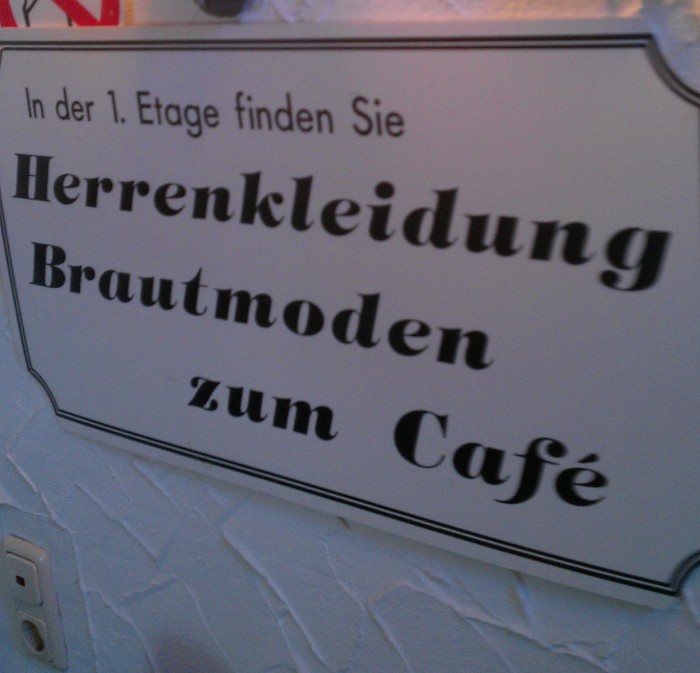 In der 1. Etage finden Sie
Herrenkleidung
Brautmoden
zum Café